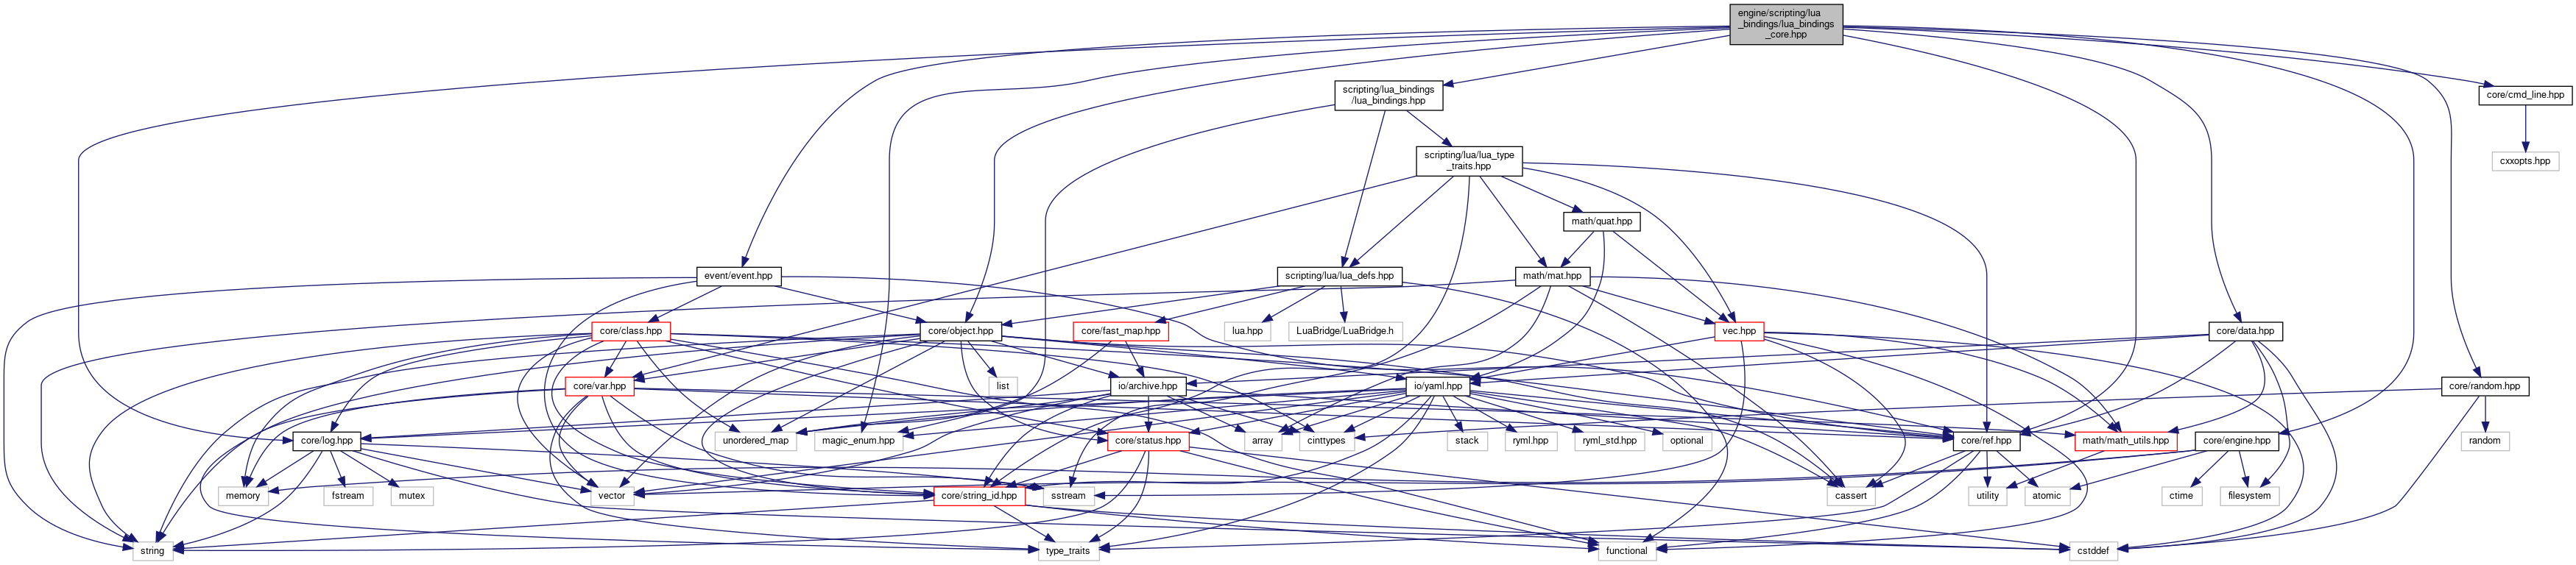 engine/scripting/lua
_bindings/lua_bindings
_core.hpp
scripting/lua_bindings
/lua_bindings.hpp
core/cmd_line.hpp
scripting/lua/lua_type
_traits.hpp
cxxopts.hpp
math/quat.hpp
event/event.hpp
scripting/lua/lua_defs.hpp
math/mat.hpp
core/class.hpp
core/object.hpp
core/fast_map.hpp
lua.hpp
LuaBridge/LuaBridge.h
vec.hpp
core/data.hpp
core/var.hpp
list
io/archive.hpp
io/yaml.hpp
core/random.hpp
core/log.hpp
unordered_map
magic_enum.hpp
core/status.hpp
array
cinttypes
stack
ryml.hpp
ryml_std.hpp
optional
core/ref.hpp
math/math_utils.hpp
core/engine.hpp
random
memory
fstream
mutex
vector
core/string_id.hpp
sstream
cassert
utility
atomic
ctime
filesystem
string
type_traits
functional
cstddef